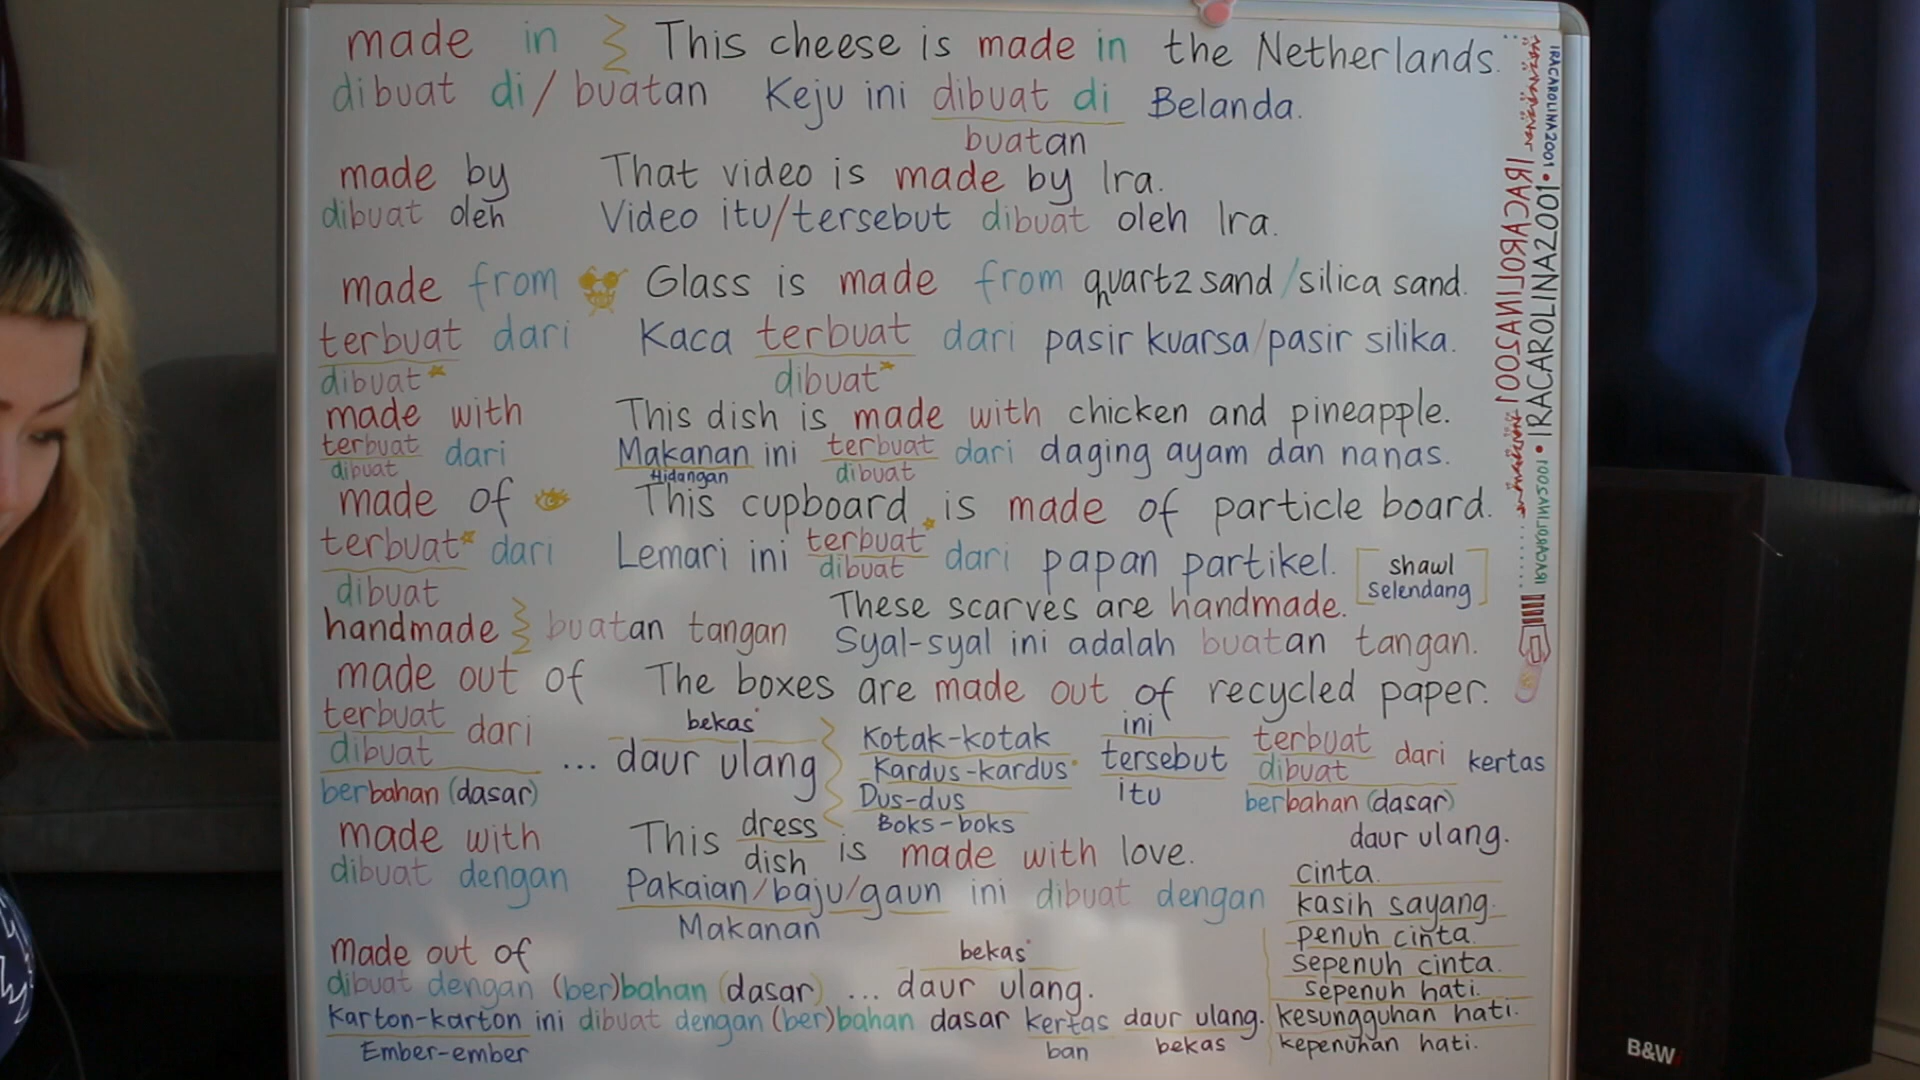 made in This cheese is made in the Netherlands.
dibuat di / buatan Keju ini dibuat di Belanda.
buatan
made by That video is made by Ira.
dibuat oleh Video itu/tersebut dibuat oleh Ira.
made from Glass is made from quartz sand / silica sand.
terbuat dari Kaca terbuat dari pasir kuarsa/pasir silika.
dibuat* dibuat*
made with This dish is made with chicken and pineapple.
terbuat dari Makanan ini terbuat dari daging ayam dan nanas.
dibuat Hidangan dibuat
made of This cupboard is made of particle board.
terbuat* dari Lemari ini terbuat* dari papan partikel.
dibuat dibuat
shawl
selendang
These scarves are handmade.
handmade buatan tangan Syal-syal ini adalah buatan tangan.
made out of The boxes are made out of recycled paper.
terbuat dari
dibuat
berbahan (dasar)
bekas
... daur ulang
Kotak-kotak
Kardus-kardus
Dus-dus
Boks-boks
ini
tersebut
itu
terbuat dari kertas
dibuat
berbahan (dasar)
daur ulang.
made with This dress is made with love.
dish
dibuat dengan Pakaian/baju/gaun ini dibuat dengan
Makanan
cinta.
kasih sayang.
penuh cinta.
sepenuh cinta.
sepenuh hati.
kesungguhan hati.
kepenuhan hati.
made out of bekas
dibuat dengan (ber)bahan (dasar) ... daur ulang.
Karton-karton ini dibuat dengan (ber)bahan dasar kertas daur ulang.
Ember-ember ban bekas
IRACAROLINA2001
IRACAROLINA2001 • IRACAROLINA2001 • IRACAROLINA2001
B&W